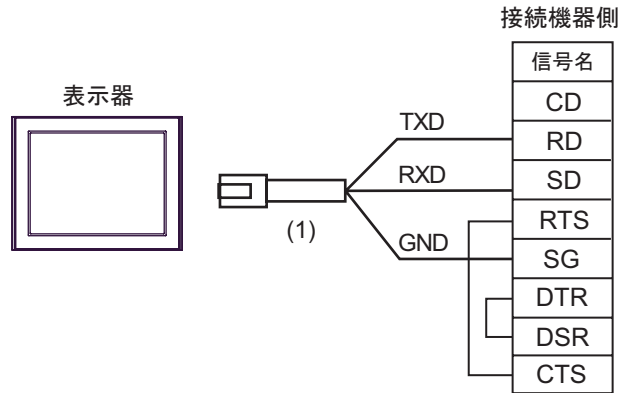 接続機器側
表示器
(1)
TXD
RXD
GND
信号名
CD
RD
SD
RTS
SG
DTR
DSR
CTS